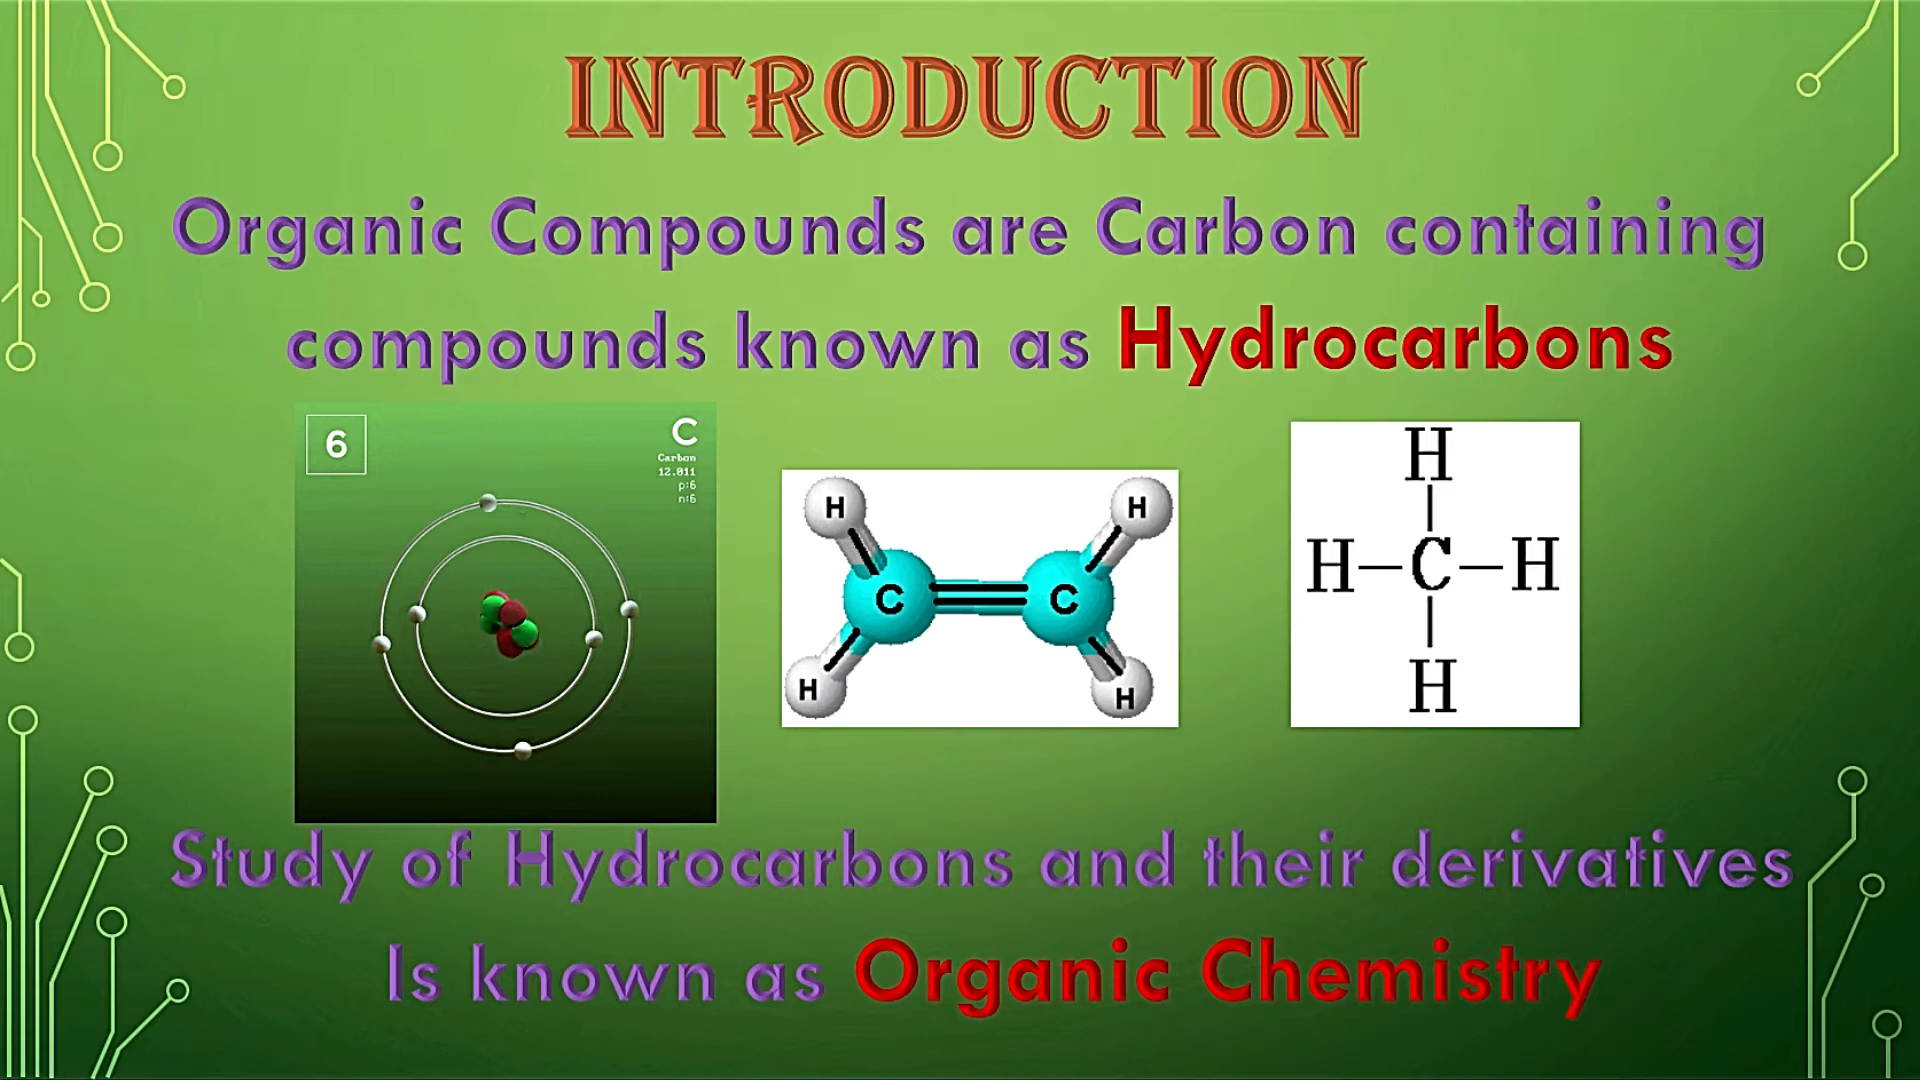 INTRODUCTION
Organic Compounds are Carbon containing
compounds known as Hydrocarbons
6
C
Carbon
12.011
p:6
n:6
H
H
C
C
H
H
H
H—C—H
H
Study of Hydrocarbons and their derivatives
Is known as Organic Chemistry